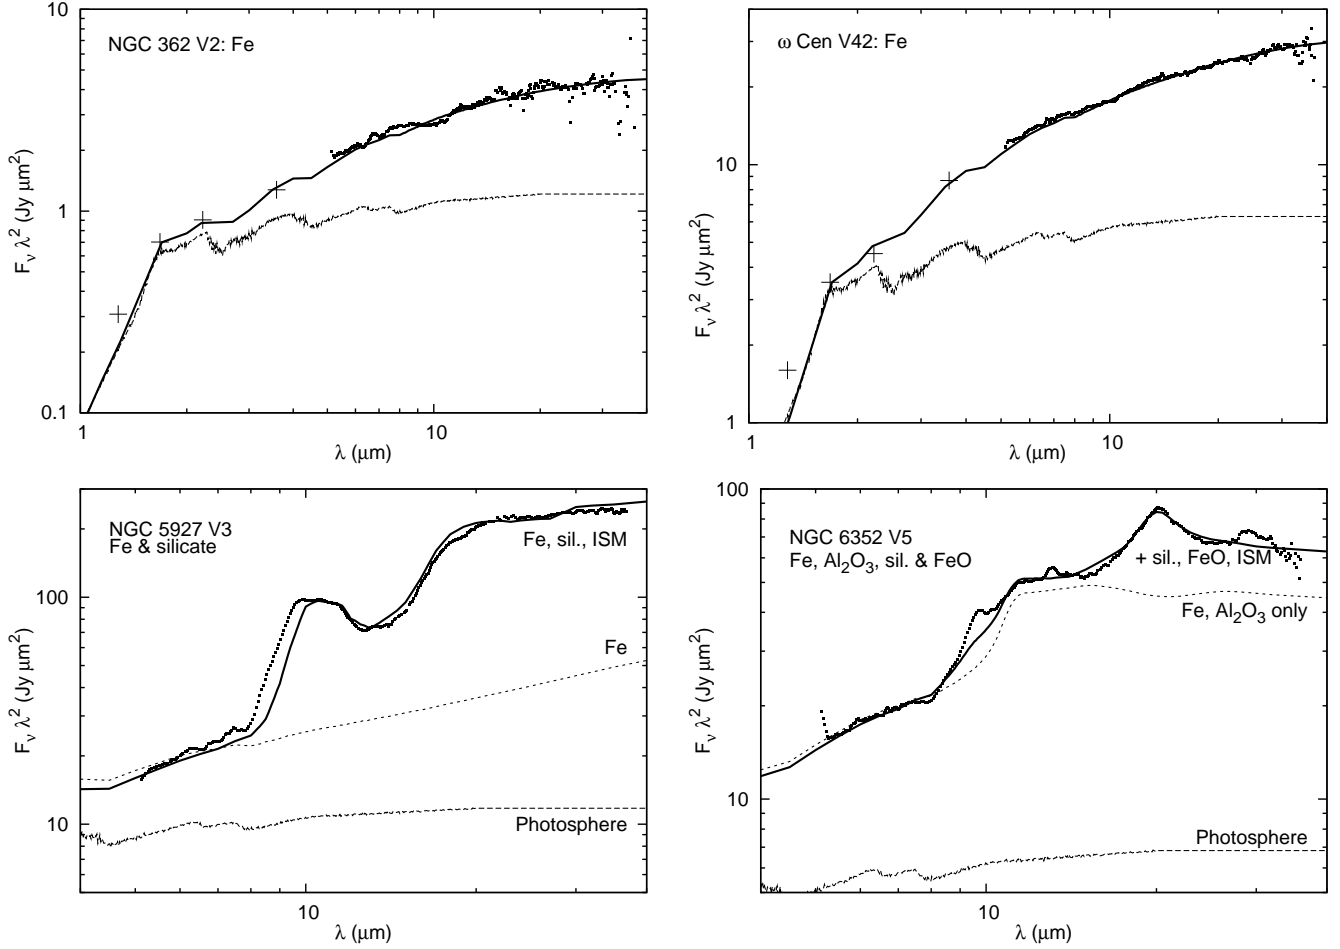 NGC 362 V2: Fe
10
1
0.1
1
10
F_ν λ² (Jy μm²)
λ (μm)
ω Cen V42: Fe
10
1
1
10
F_ν λ² (Jy μm²)
λ (μm)
NGC 5927 V3
Fe & silicate
Fe, sil., ISM
Fe
Photosphere
100
10
10
F_ν λ² (Jy μm²)
λ (μm)
NGC 6352 V5
Fe, Al₂O₃, sil. & FeO
+ sil., FeO, ISM
Fe, Al₂O₃ only
Photosphere
100
10
10
F_ν λ² (Jy μm²)
λ (μm)